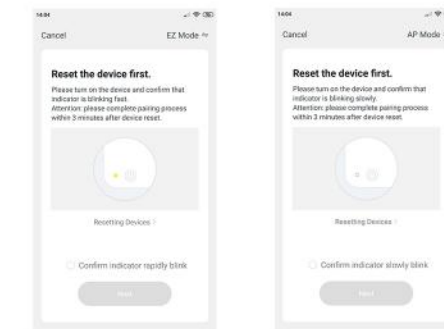 14:04
Cancel
EZ Mode
Reset the device first.
Please turn on the device and confirm that
indicator is blinking fast.
Attention: please complete pairing process
within 3 minutes after device reset.
Resetting Devices >
Confirm indicator rapidly blink
Next
14:04
Cancel
AP Mode
Reset the device first.
Please turn on the device and confirm that
indicator is blinking slowly.
Attention: please complete pairing process
within 3 minutes after device reset.
Resetting Devices >
Confirm indicator slowly blink
Next